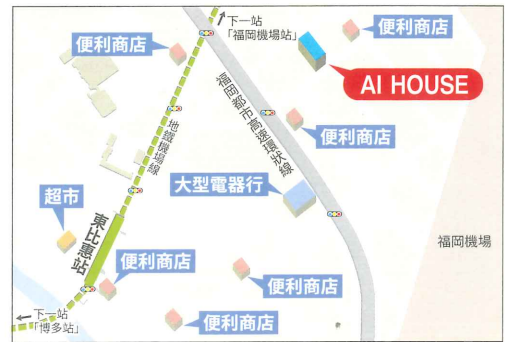 下一站
「福岡機場站」
便利商店
便利商店
AI HOUSE
福岡都市高速環狀線
地鐵機場線
便利商店
大型電器行
超市
東比惠站
福岡機場
便利商店
便利商店
便利商店
下一站
「博多站」